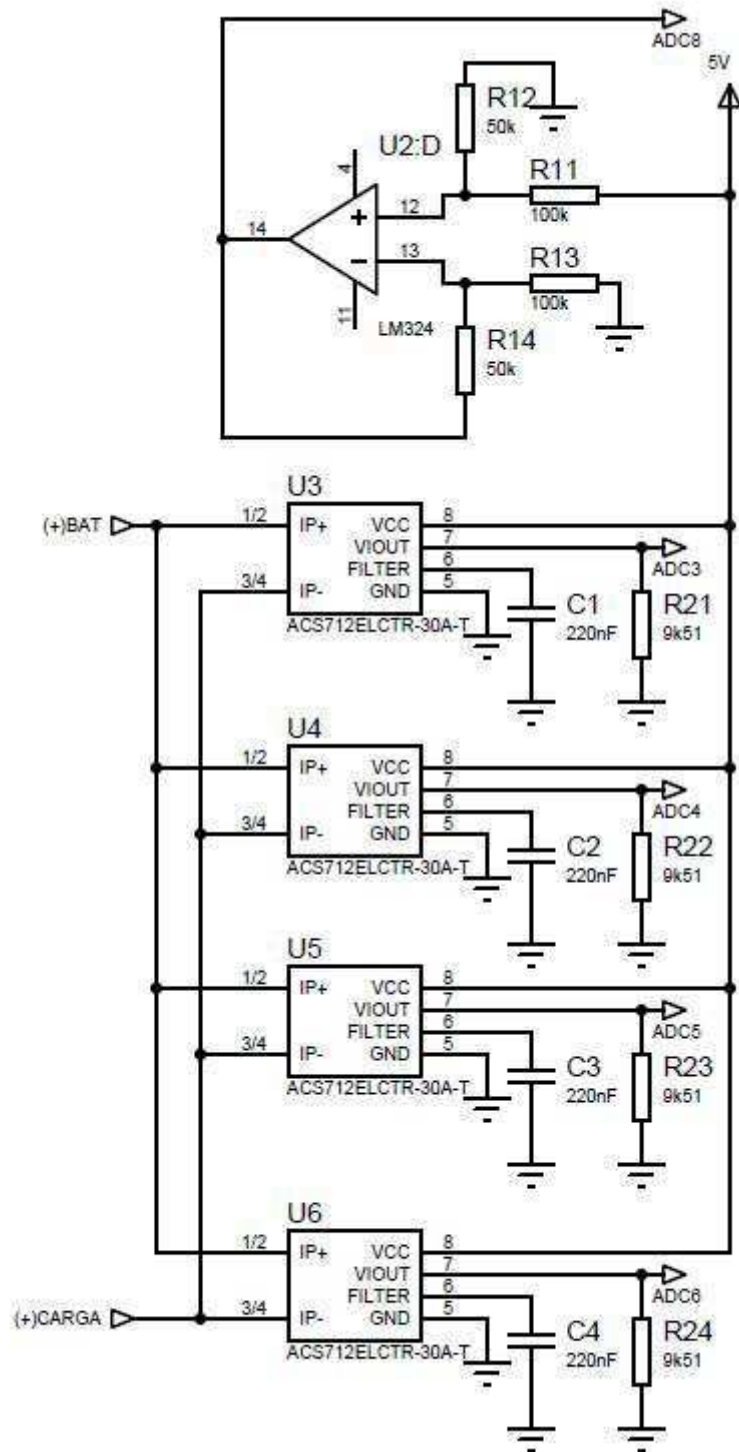 ADC8
5V
R12
50k
U2:D
R11
100k
4
12
14
13
R13
100k
11
LM324
R14
50k
U3
(+)BAT
1/2
IP+
VCC
8
VIOUT
7
ADC3
FILTER
6
3/4
IP-
GND
5
ACS712ELCTR-30A-T
C1
220nF
R21
9k51
U4
1/2
IP+
VCC
8
VIOUT
7
ADC4
FILTER
6
3/4
IP-
GND
5
ACS712ELCTR-30A-T
C2
220nF
R22
9k51
U5
1/2
IP+
VCC
8
VIOUT
7
ADC5
FILTER
6
3/4
IP-
GND
5
ACS712ELCTR-30A-T
C3
220nF
R23
9k51
U6
1/2
IP+
VCC
8
VIOUT
7
ADC6
FILTER
6
(+)CARGA
3/4
IP-
GND
5
ACS712ELCTR-30A-T
C4
220nF
R24
9k51